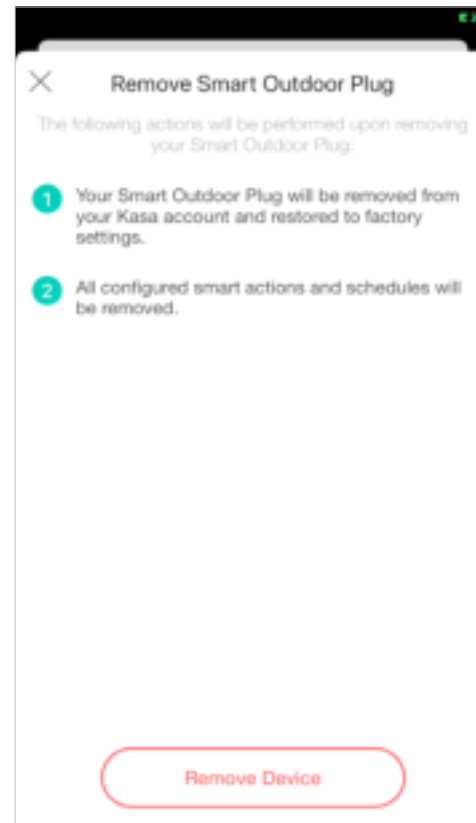 Remove Smart Outdoor Plug
The following actions will be performed upon removing
your Smart Outdoor Plug:
1 Your Smart Outdoor Plug will be removed from
your Kasa account and restored to factory
settings.
2 All configured smart actions and schedules will
be removed.
Remove Device